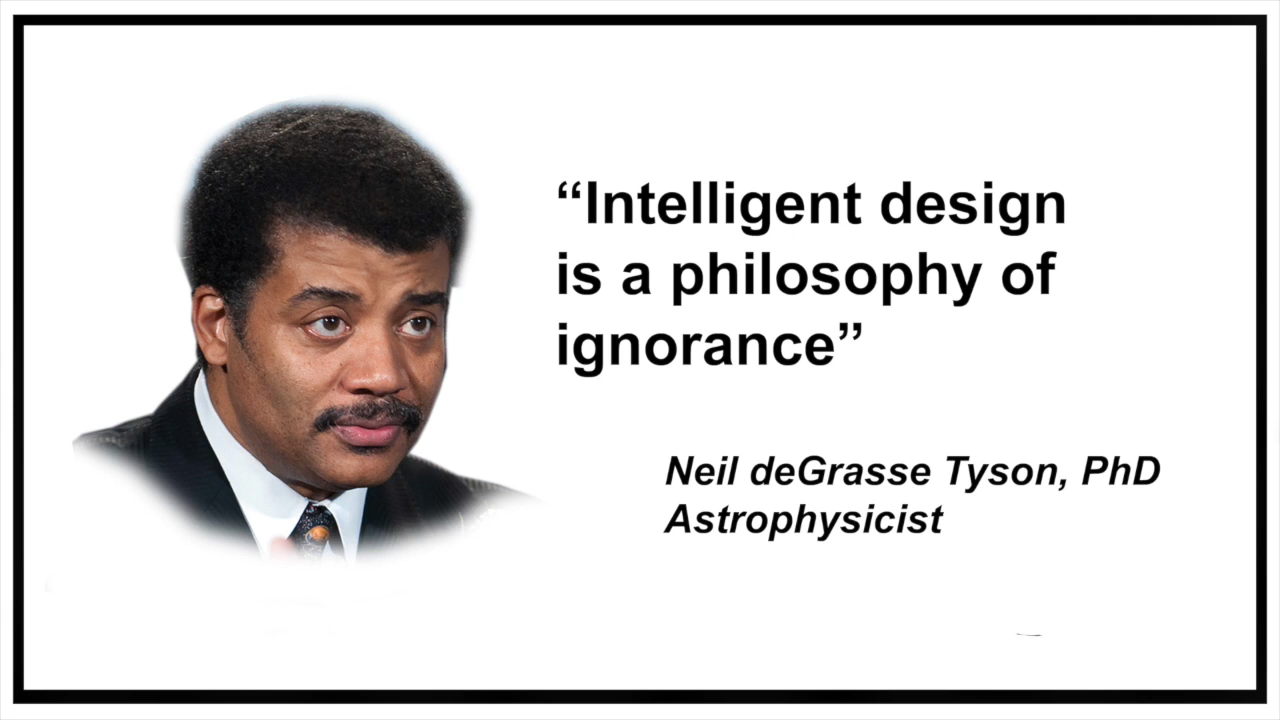 “Intelligent design
is a philosophy of
ignorance”
Neil deGrasse Tyson, PhD
Astrophysicist